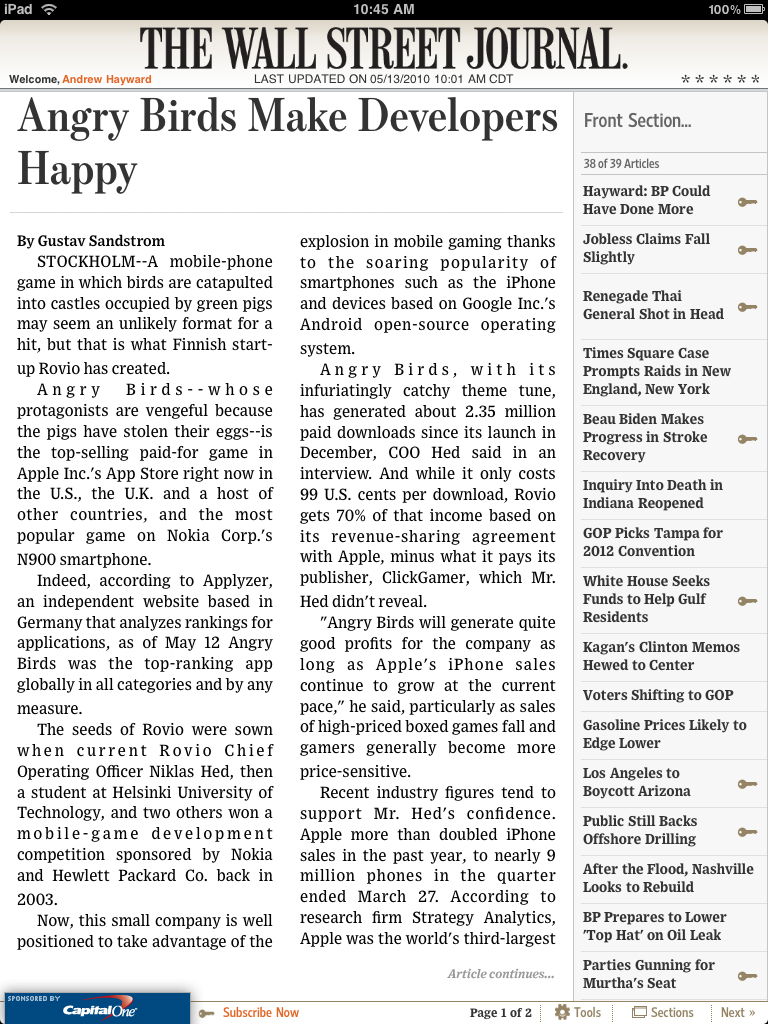 iPad
10:45 AM
100%
THE WALL STREET JOURNAL.
Welcome, Andrew Hayward
LAST UPDATED ON 05/13/2010 10:01 AM CDT
******
Angry Birds Make Developers
Happy
By Gustav Sandstrom
STOCKHOLM--A mobile-phone
game in which birds are catapulted
into castles occupied by green pigs
may seem an unlikely format for a
hit, but that is what Finnish start-
up Rovio has created.
Angry Birds--whose
protagonists are vengeful because
the pigs have stolen their eggs--is
the top-selling paid-for game in
Apple Inc.'s App Store right now in
the U.S., the U.K. and a host of
other countries, and the most
popular game on Nokia Corp.'s
N900 smartphone.
Indeed, according to Applyzer,
an independent website based in
Germany that analyzes rankings for
applications, as of May 12 Angry
Birds was the top-ranking app
globally in all categories and by any
measure.
The seeds of Rovio were sown
when current Rovio Chief
Operating Officer Niklas Hed, then
a student at Helsinki University of
Technology, and two others won a
mobile-game development
competition sponsored by Nokia
and Hewlett Packard Co. back in
2003.
Now, this small company is well
positioned to take advantage of the
explosion in mobile gaming thanks
to the soaring popularity of
smartphones such as the iPhone
and devices based on Google Inc.'s
Android open-source operating
system.
Angry Birds, with its
infuriatingly catchy theme tune,
has generated about 2.35 million
paid downloads since its launch in
December, COO Hed said in an
interview. And while it only costs
99 U.S. cents per download, Rovio
gets 70% of that income based on
its revenue-sharing agreement
with Apple, minus what it pays its
publisher, ClickGamer, which Mr.
Hed didn't reveal.
"Angry Birds will generate quite
good profits for the company as
long as Apple's iPhone sales
continue to grow at the current
pace," he said, particularly as sales
of high-priced boxed games fall and
gamers generally become more
price-sensitive.
Recent industry figures tend to
support Mr. Hed's confidence.
Apple more than doubled iPhone
sales in the past year, to nearly 9
million phones in the quarter
ended March 27. According to
research firm Strategy Analytics,
Apple was the world's third-largest
Article continues...
Front Section...
38 of 39 Articles
Hayward: BP Could
Have Done More
Jobless Claims Fall
Slightly
Renegade Thai
General Shot in Head
Times Square Case
Prompts Raids in New
England, New York
Beau Biden Makes
Progress in Stroke
Recovery
Inquiry Into Death in
Indiana Reopened
GOP Picks Tampa for
2012 Convention
White House Seeks
Funds to Help Gulf
Residents
Kagan's Clinton Memos
Hewed to Center
Voters Shifting to GOP
Gasoline Prices Likely to
Edge Lower
Los Angeles to
Boycott Arizona
Public Still Backs
Offshore Drilling
After the Flood, Nashville
Looks to Rebuild
BP Prepares to Lower
'Top Hat' on Oil Leak
Parties Gunning for
Murtha's Seat
SPONSORED BY
CapitalOne
Subscribe Now
Page 1 of 2
Tools
Sections
Next »